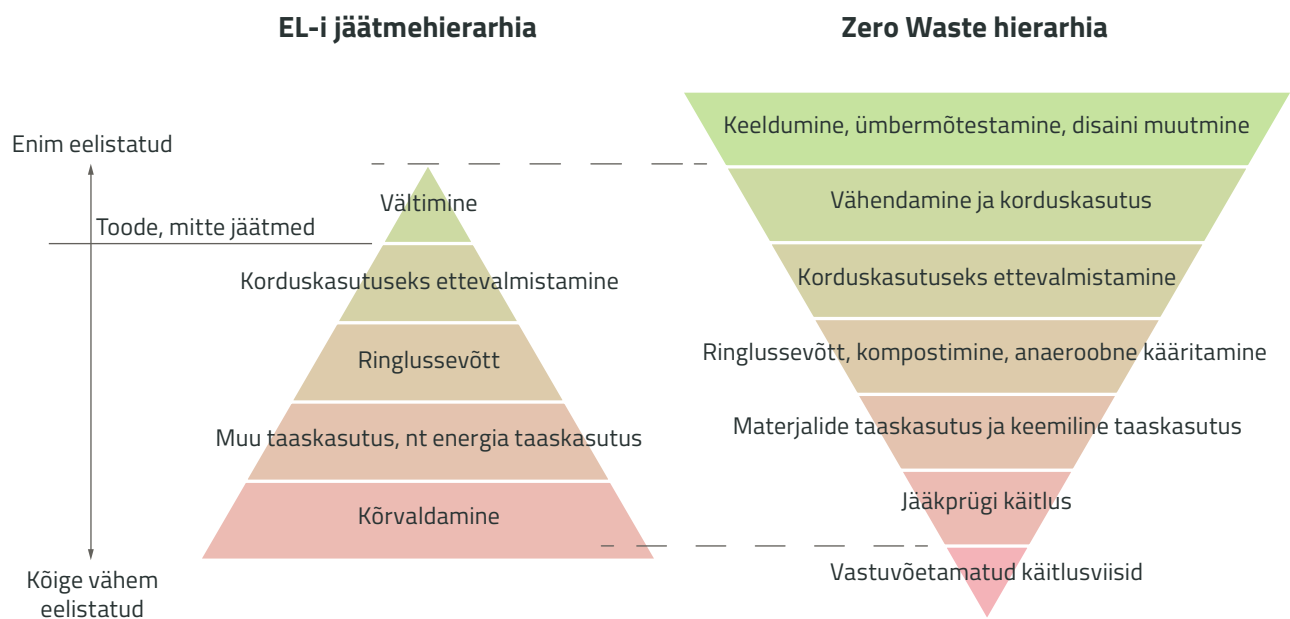 EL-i jäätmehierarhia
Enim eelistatud
Toode, mitte jäätmed
Vältimine
Korduskasutuseks ettevalmistamine
Ringlussevõtt
Muu taaskasutus, nt energia taaskasutus
Kõrvaldamine
Kõige vähem
eelistatud
Zero Waste hierarhia
Keeldumine, ümbermõtestamine, disaini muutmine
Vähendamine ja korduskasutus
Korduskasutuseks ettevalmistamine
Ringlussevõtt, kompostimine, anaeroobne kääritamine
Materjalide taaskasutus ja keemiline taaskasutus
Jääkprügi käitlus
Vastuvõetamatud käitlusviisid